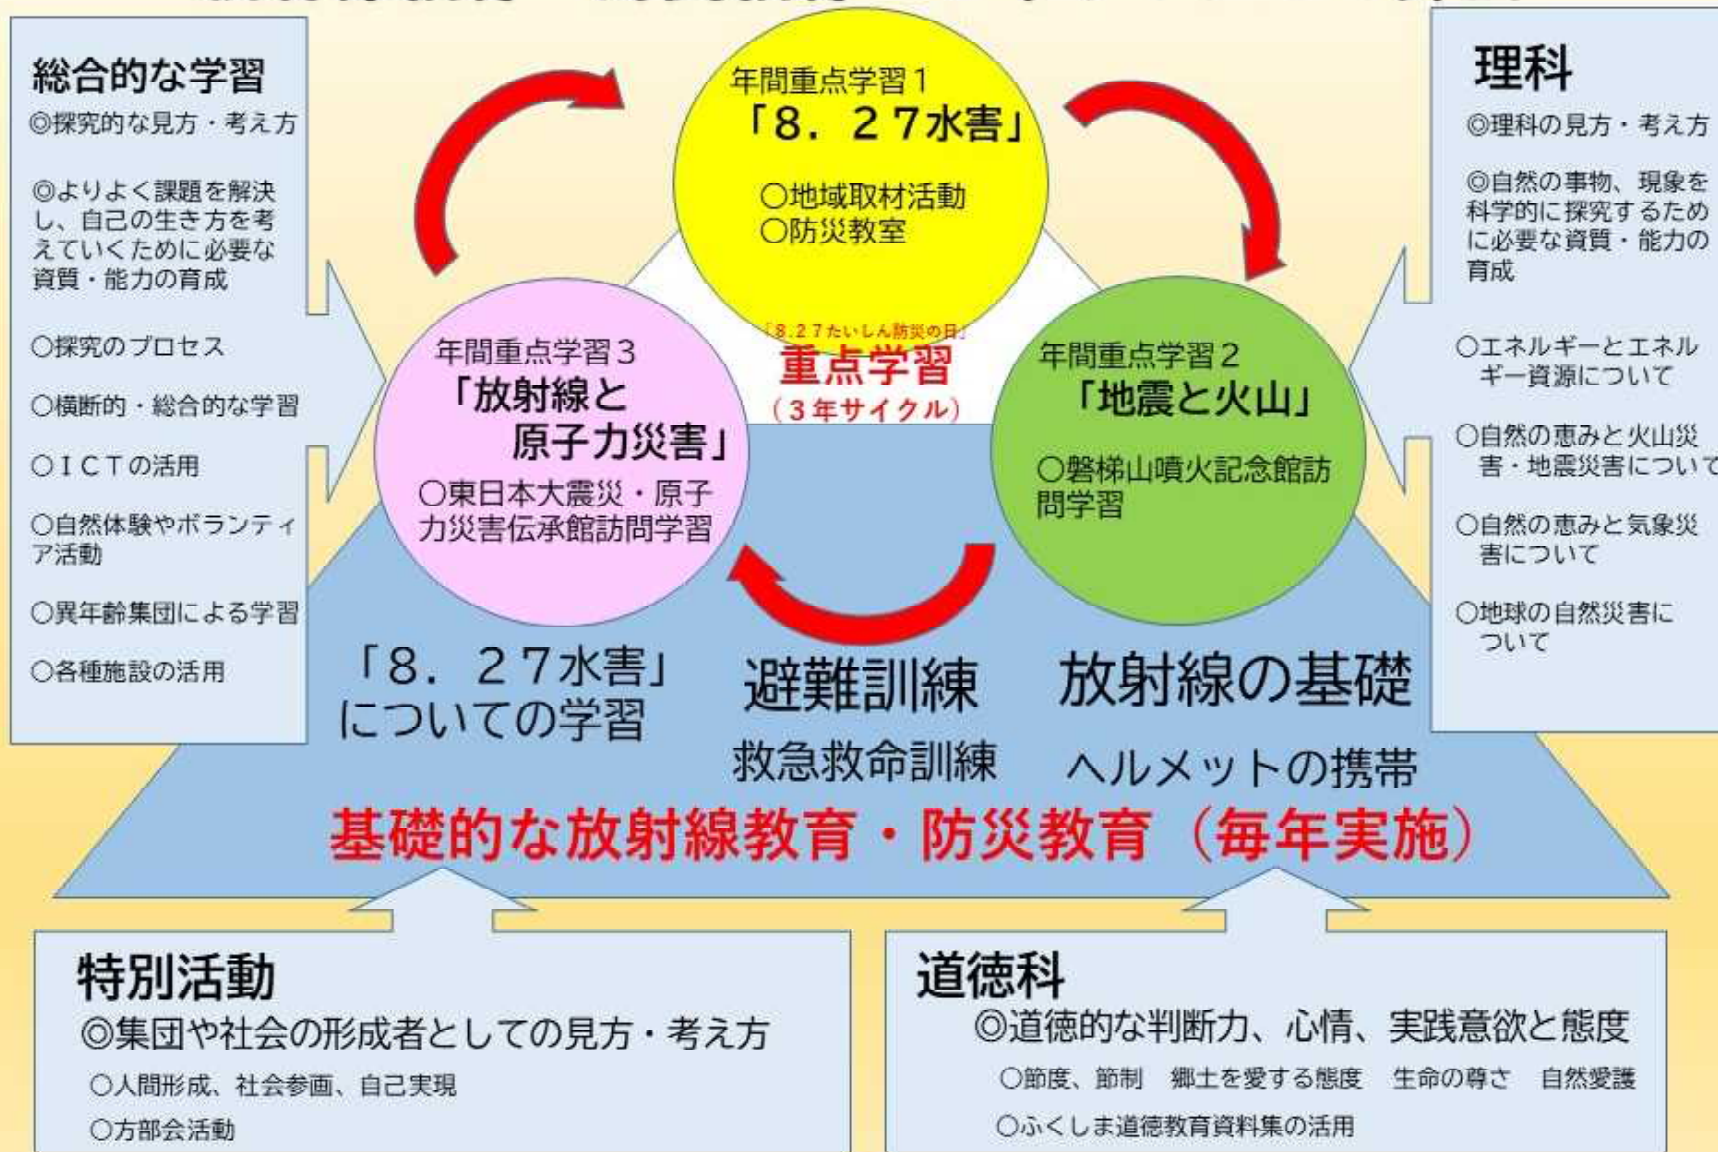 総合的な学習
◎探究的な見方・考え方
◎よりよく課題を解決
し、自己の生き方を考
えていくために必要な
資質・能力の育成
○探究のプロセス
○横断的・総合的な学習
○ＩＣＴの活用
○自然体験やボランティ
ア活動
○異年齢集団による学習
○各種施設の活用
年間重点学習１
「８．２７水害」
○地域取材活動
○防災教室
「8.27たいしん防災の日」
重点学習
（３年サイクル）
年間重点学習３
「放射線と
原子力災害」
○東日本大震災・原子
力災害伝承館訪問学習
年間重点学習２
「地震と火山」
○磐梯山噴火記念館訪
問学習
理科
◎理科の見方・考え方
◎自然の事物、現象を
科学的に探究するため
に必要な資質・能力の
育成
○エネルギーとエネル
ギー資源について
○自然の恵みと火山災
害・地震災害について
○自然の恵みと気象災
害について
○地球の自然災害に
ついて
「８．２７水害」
についての学習
避難訓練
救急救命訓練
放射線の基礎
ヘルメットの携帯
基礎的な放射線教育・防災教育（毎年実施）
特別活動
◎集団や社会の形成者としての見方・考え方
○人間形成、社会参画、自己実現
○方部会活動
道徳科
◎道徳的な判断力、心情、実践意欲と態度
○節度、節制　郷土を愛する態度　生命の尊さ　自然愛護
○ふくしま道徳教育資料集の活用